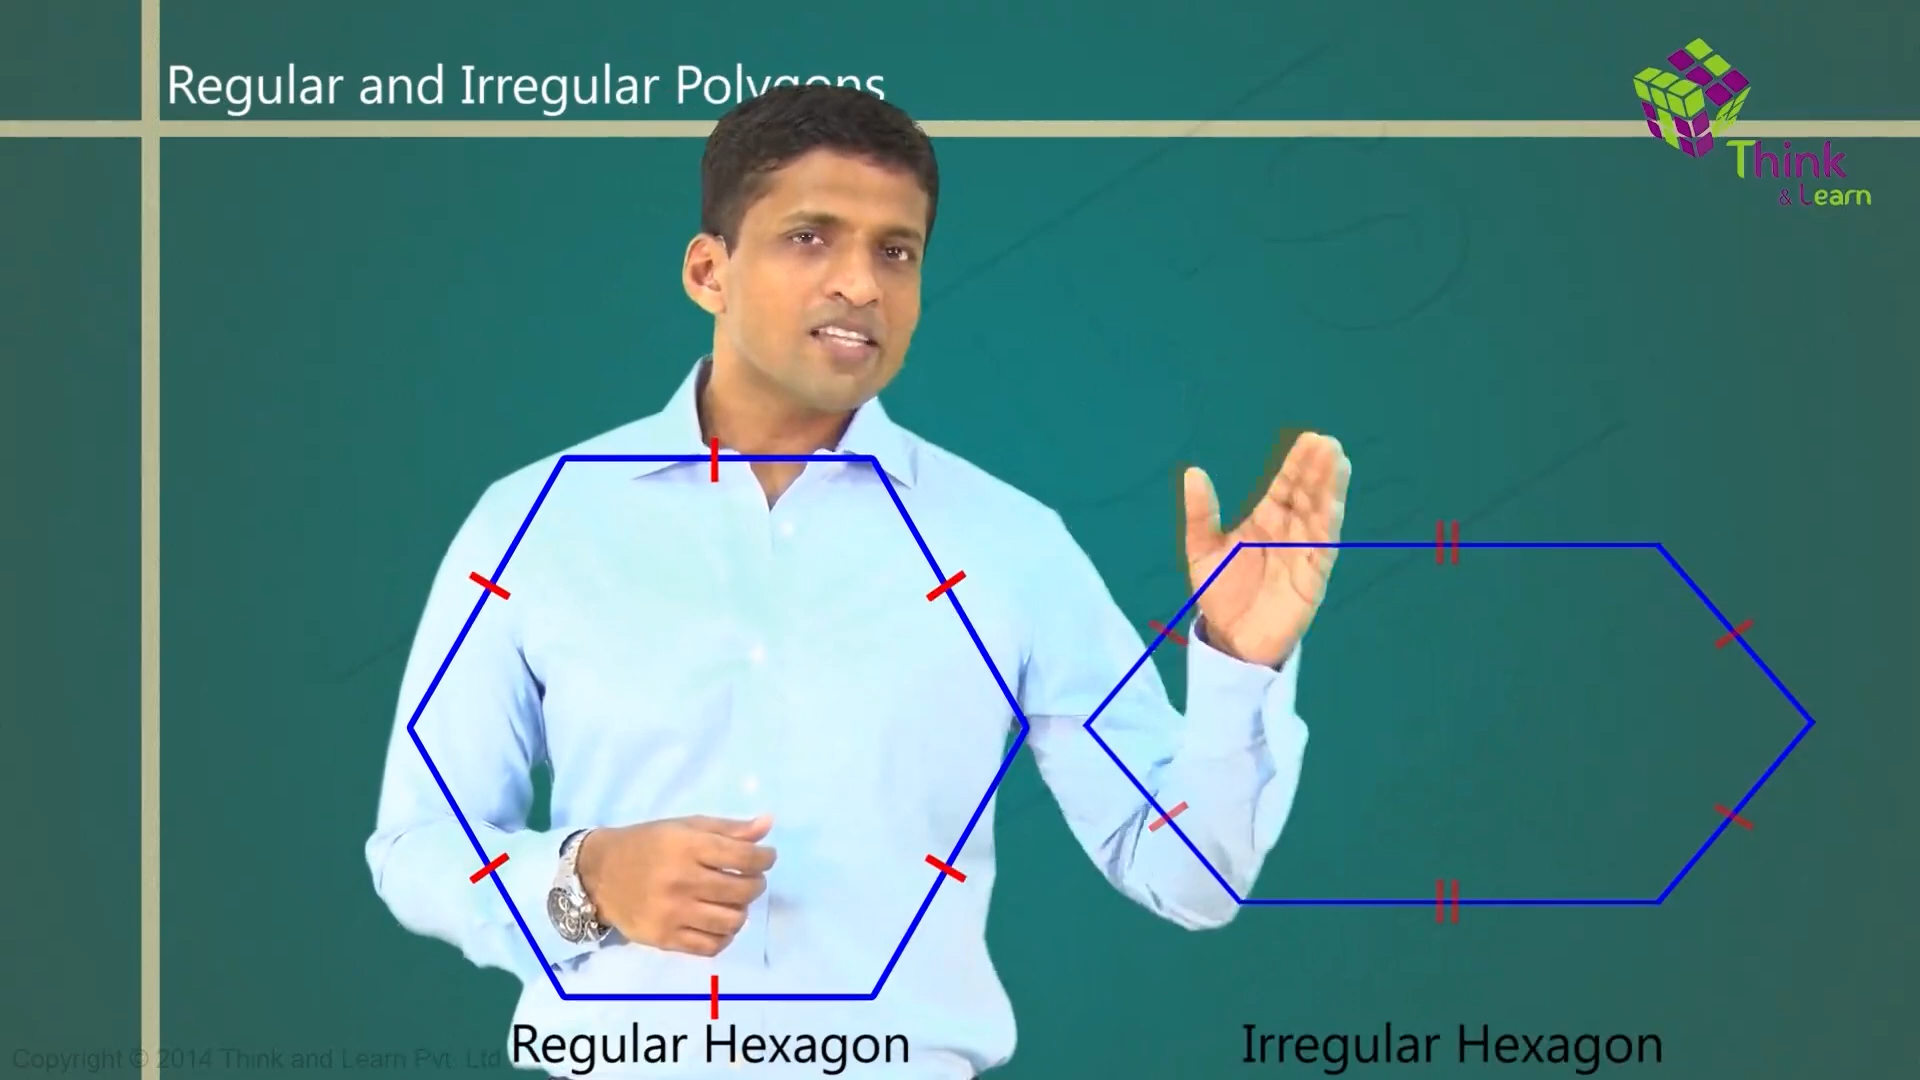 Regular and Irregular Polygons
Think
& Learn
Regular Hexagon
Irregular Hexagon
Copyright © 2014 Think and Learn Pvt. Ltd